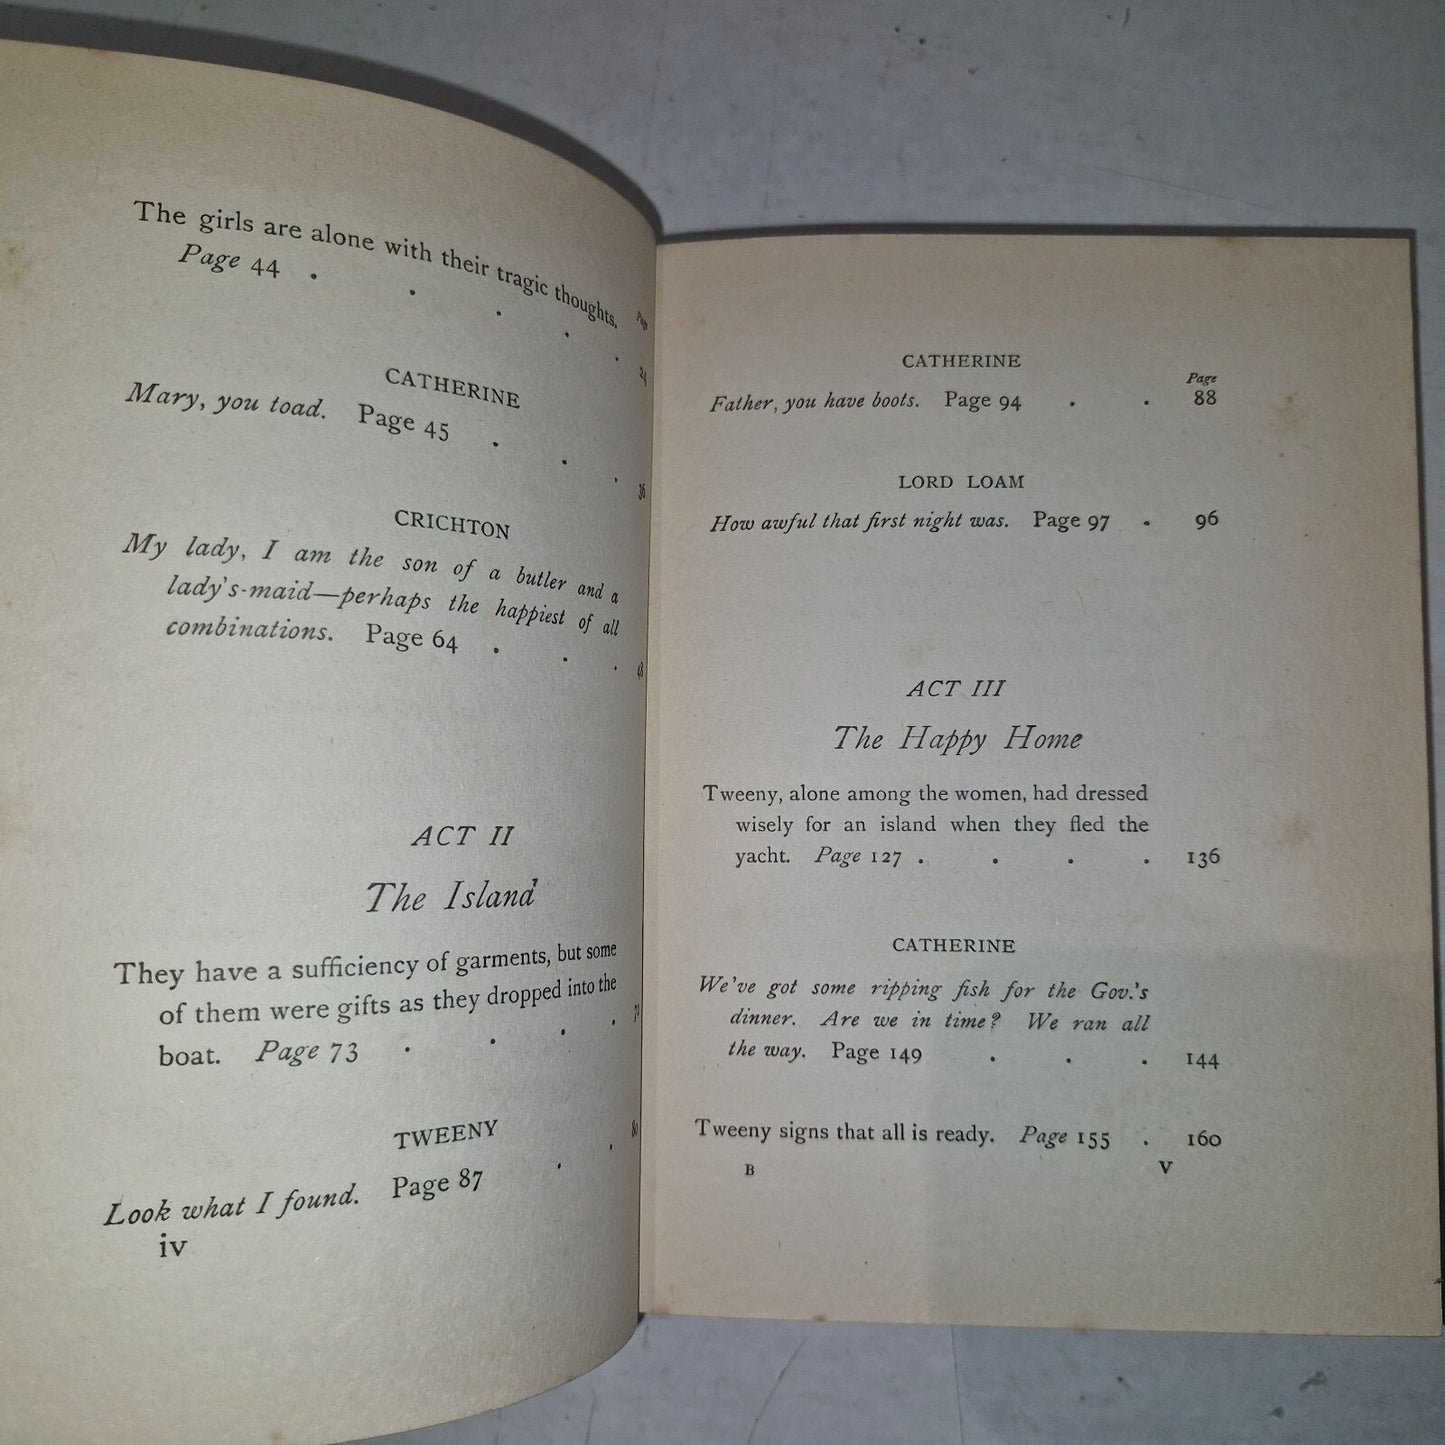 Page
The girls are alone with their tragic thoughts.
Page 44 . . . . . 24
CATHERINE
Mary, you toad. Page 45 . . . 36
CRICHTON
My lady, I am the son of a butler and a
lady's-maid—perhaps the happiest of all
combinations. Page 64 . . . 48
ACT II
The Island
They have a sufficiency of garments, but some
of them were gifts as they dropped into the
boat. Page 73 . . . . 72
TWEENY
Look what I found. Page 87 . . 80
iv
CATHERINE
Page
Father, you have boots. Page 94 . . 88
LORD LOAM
How awful that first night was. Page 97 . 96
ACT III
The Happy Home
Tweeny, alone among the women, had dressed
wisely for an island when they fled the
yacht. Page 127 . . . . 136
CATHERINE
We've got some ripping fish for the Gov.'s
dinner. Are we in time? We ran all
the way. Page 149 . . . 144
Tweeny signs that all is ready. Page 155 . 160
B v